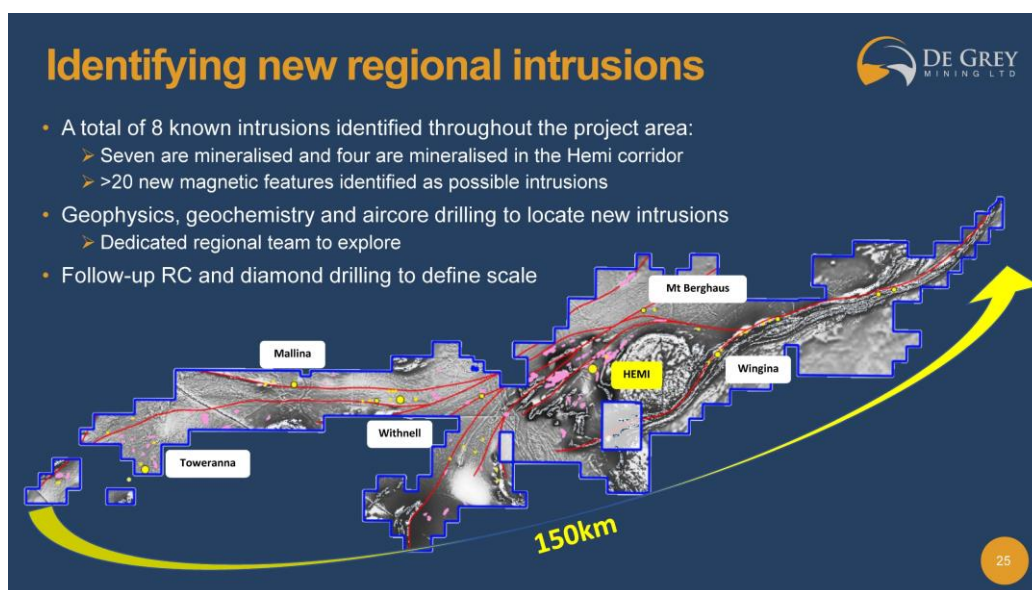 Identifying new regional intrusions
DE GREY
MINING LTD
• A total of 8 known intrusions identified throughout the project area:
➢ Seven are mineralised and four are mineralised in the Hemi corridor
➢ >20 new magnetic features identified as possible intrusions
• Geophysics, geochemistry and aircore drilling to locate new intrusions
➢ Dedicated regional team to explore
• Follow-up RC and diamond drilling to define scale
Mt Berghaus
Mallina
HEMI
Wingina
Withnell
Toweranna
150km
25